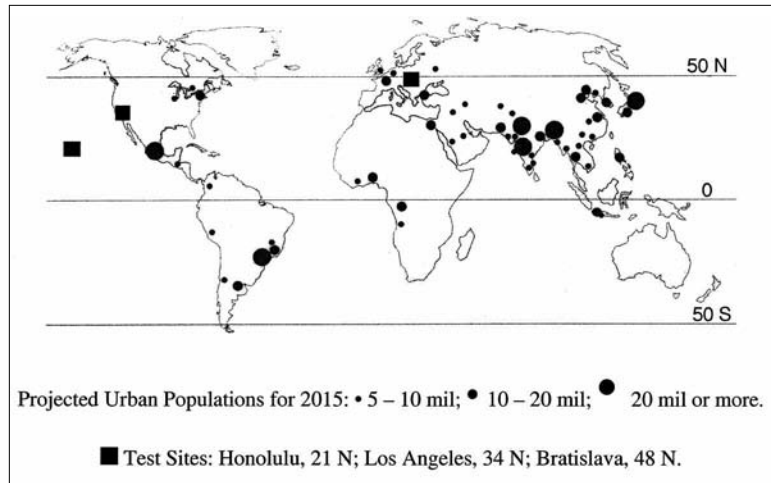 50 N
0
50 S
Projected Urban Populations for 2015: • 5 – 10 mil; ● 10 – 20 mil; ● 20 mil or more.
■ Test Sites: Honolulu, 21 N; Los Angeles, 34 N; Bratislava, 48 N.